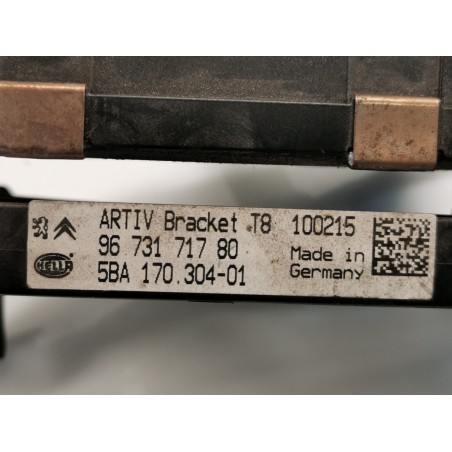 ARTIV Bracket T8 100215
96 731 717 80 Made in
HELLA 5BA 170.304-01 Germany